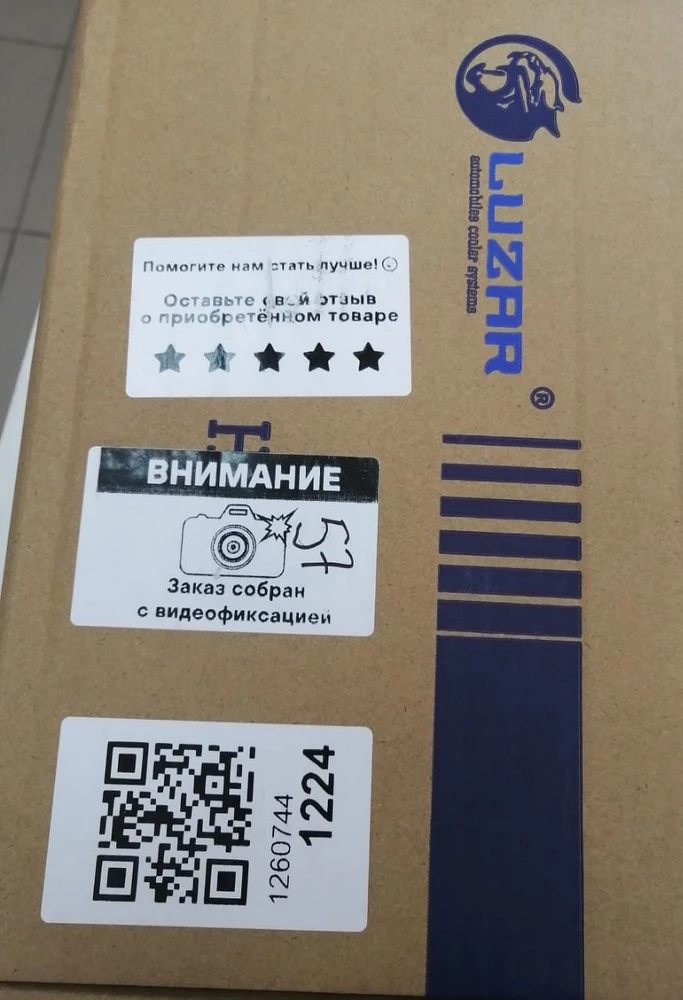 LUZAR®
automobiles cooler systems
Помогите нам стать лучше!
Оставьте свой отзыв
о приобретённом товаре
ВНИМАНИЕ
57
Заказ собран
с видеофиксацией
1260744
1224